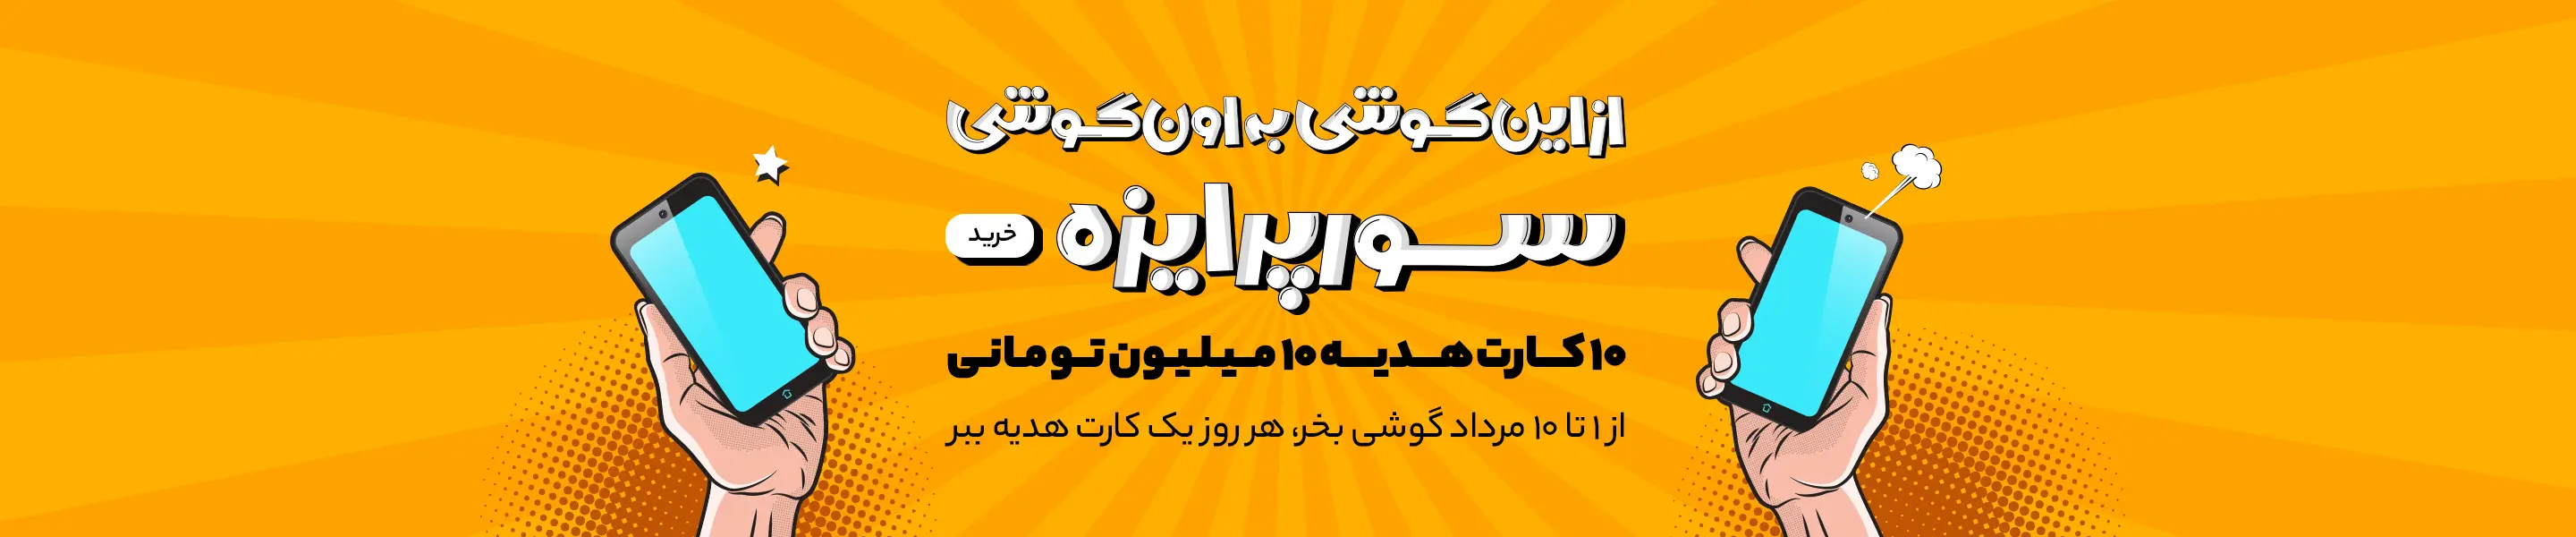 از این گوشی به اون گوشی
سورپرایزه
خرید
۱۰ کارت هدیه ۱۰ میلیون تومانی
از ۱ تا ۱۰ مرداد گوشی بخر، هر روز یک کارت هدیه ببر